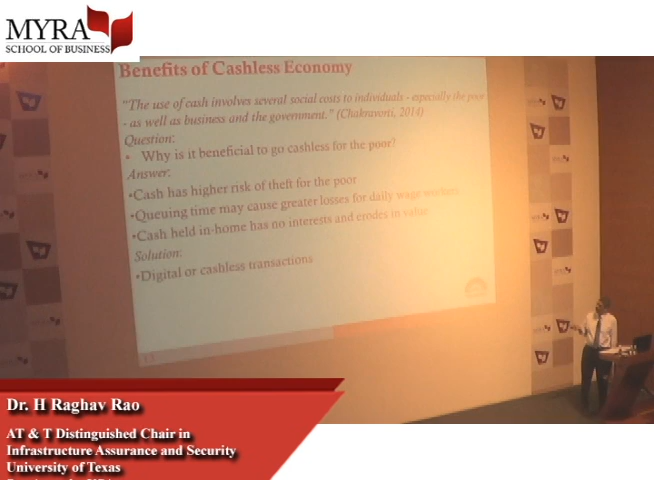 MYRA
SCHOOL OF BUSINESS
Benefits of Cashless Economy
"The use of cash involves several social costs to individuals - especially the poor
- as well as business and the government." (Chakravorti, 2014)
Question:
• Why is it beneficial to go cashless for the poor?
Answer:
•Cash has higher risk of theft for the poor
•Queuing time may cause greater losses for daily wage workers
•Cash held in-home has no interests and erodes in value
Solution:
•Digital or cashless transactions
Dr. H Raghav Rao
AT & T Distinguished Chair in
Infrastructure Assurance and Security
University of Texas